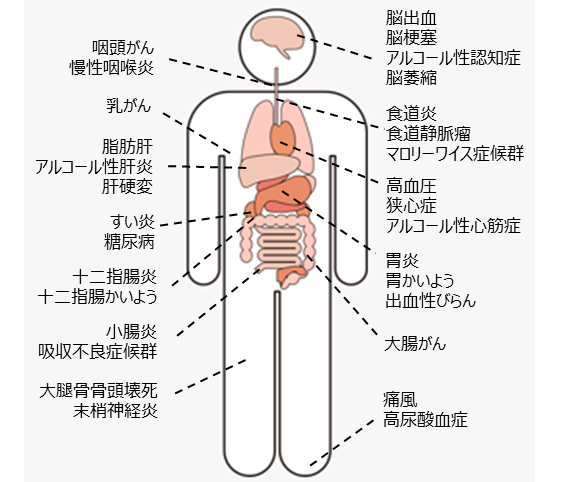 咽頭がん
慢性咽喉炎
乳がん
脂肪肝
アルコール性肝炎
肝硬変
すい炎
糖尿病
十二指腸炎
十二指腸かいよう
小腸炎
吸収不良症候群
大腿骨骨頭壊死
末梢神経炎
脳出血
脳梗塞
アルコール性認知症
脳萎縮
食道炎
食道静脈瘤
マロリーワイス症候群
高血圧
狭心症
アルコール性心筋症
胃炎
胃かいよう
出血性びらん
大腸がん
痛風
高尿酸血症